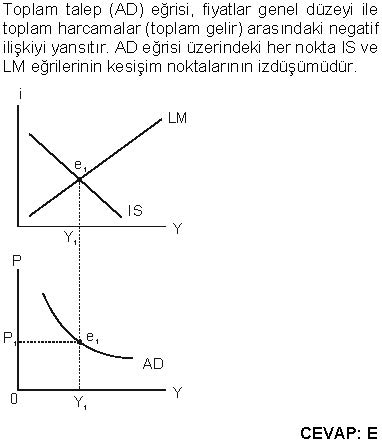 Toplam talep (AD) eğrisi, fiyatlar genel düzeyi ile
toplam harcamalar (toplam gelir) arasındaki negatif
ilişkiyi yansıtır. AD eğrisi üzerindeki her nokta IS ve
LM eğrilerinin kesişim noktalarının izdüşümüdür.
i
LM
e₁
IS
Y₁
Y
P
P₁
e₁
AD
0
Y₁
Y
CEVAP: E